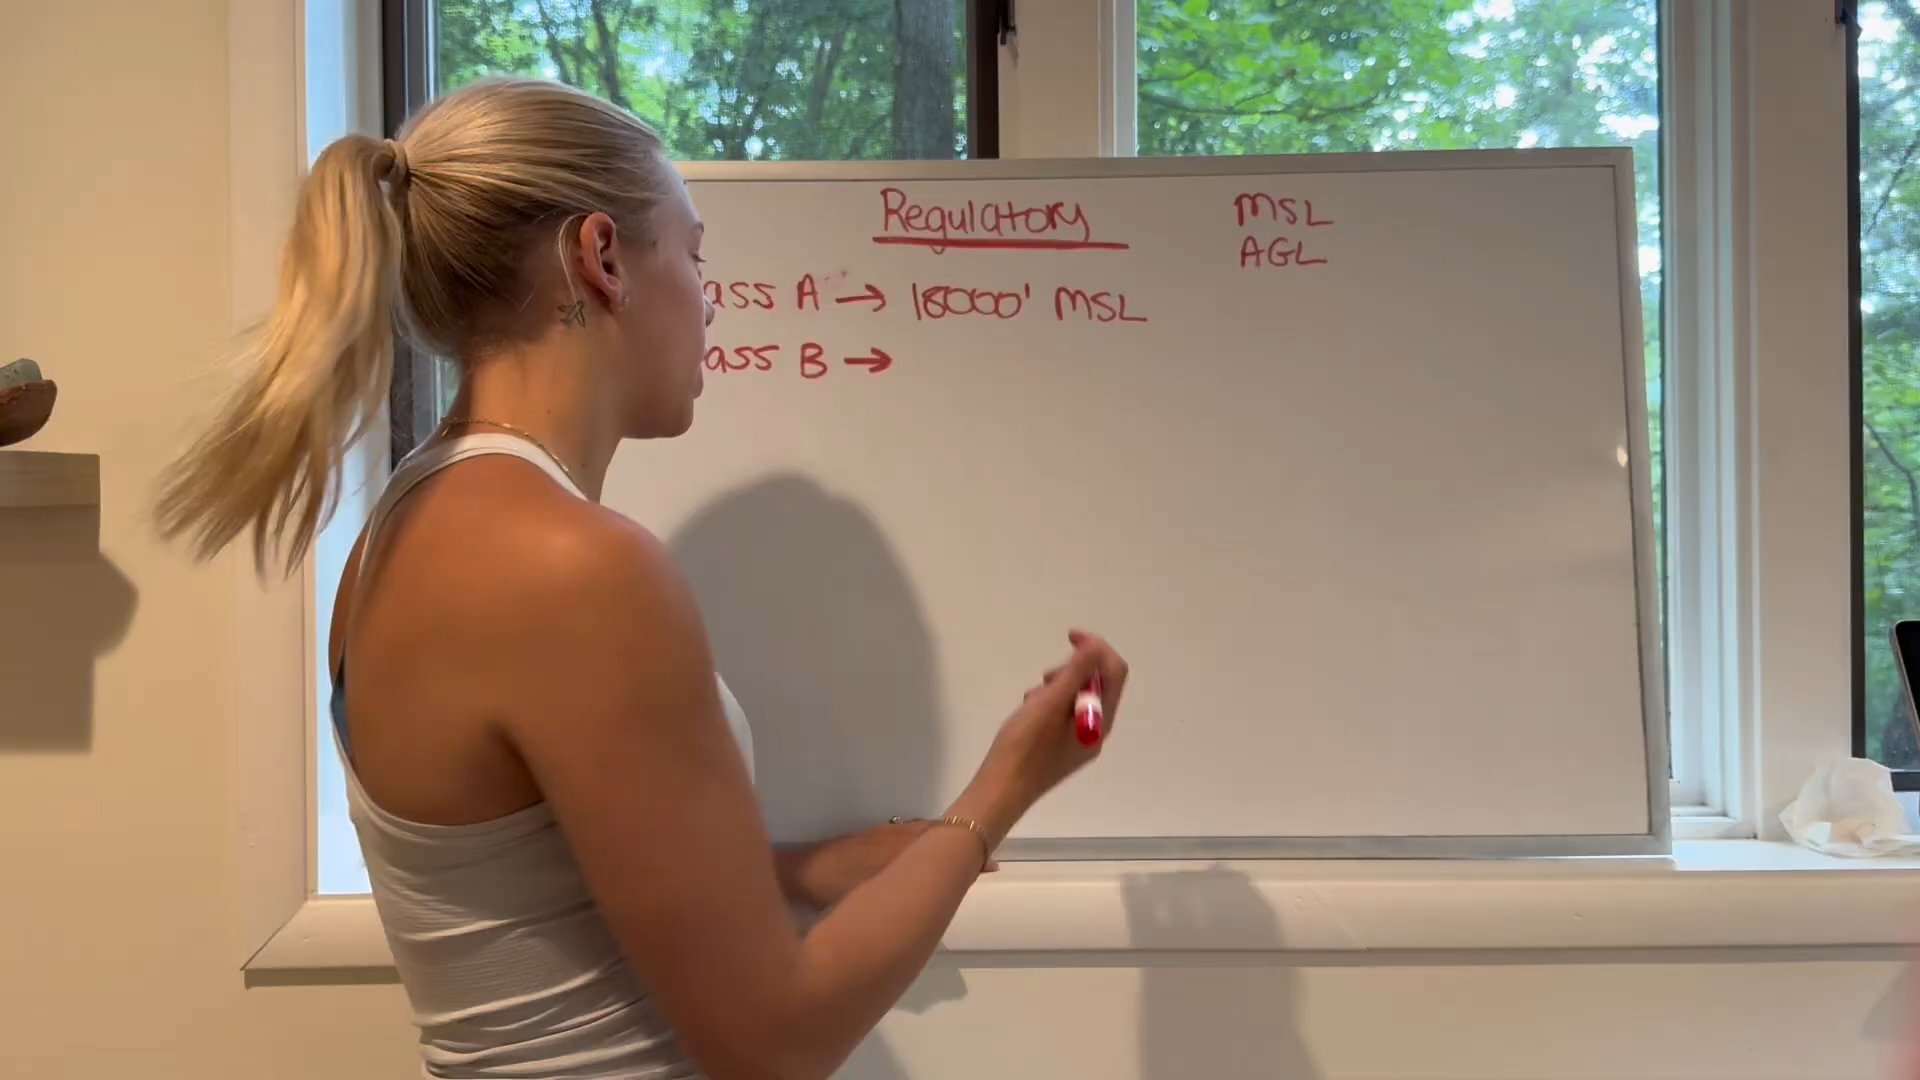 Regulatory
MSL
AGL
ass A → 18000' MSL
ass B →